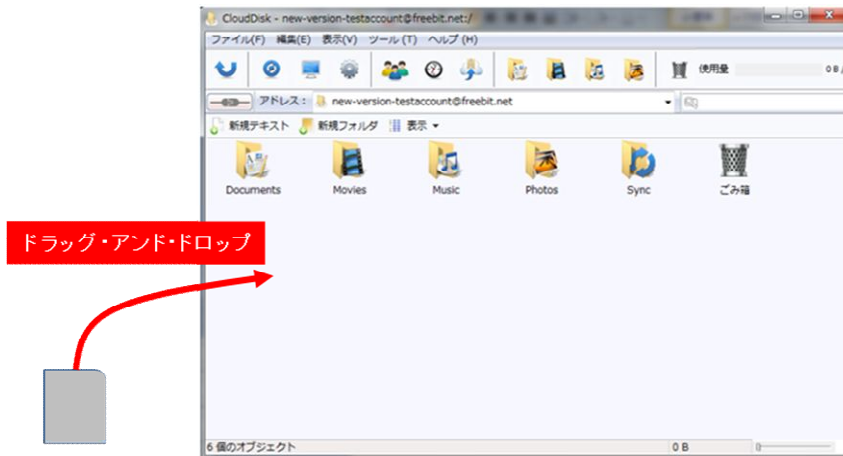 CloudDisk - new-version-testaccount@freebit.net:/
ファイル(F) 編集(E) 表示(V) ツール(T) ヘルプ(H)
使用量 0 B /
アドレス： new-version-testaccount@freebit.net
新規テキスト 新規フォルダ 表示
Documents Movies Music Photos Sync ごみ箱
ドラッグ・アンド・ドロップ
6 個のオブジェクト 0 B